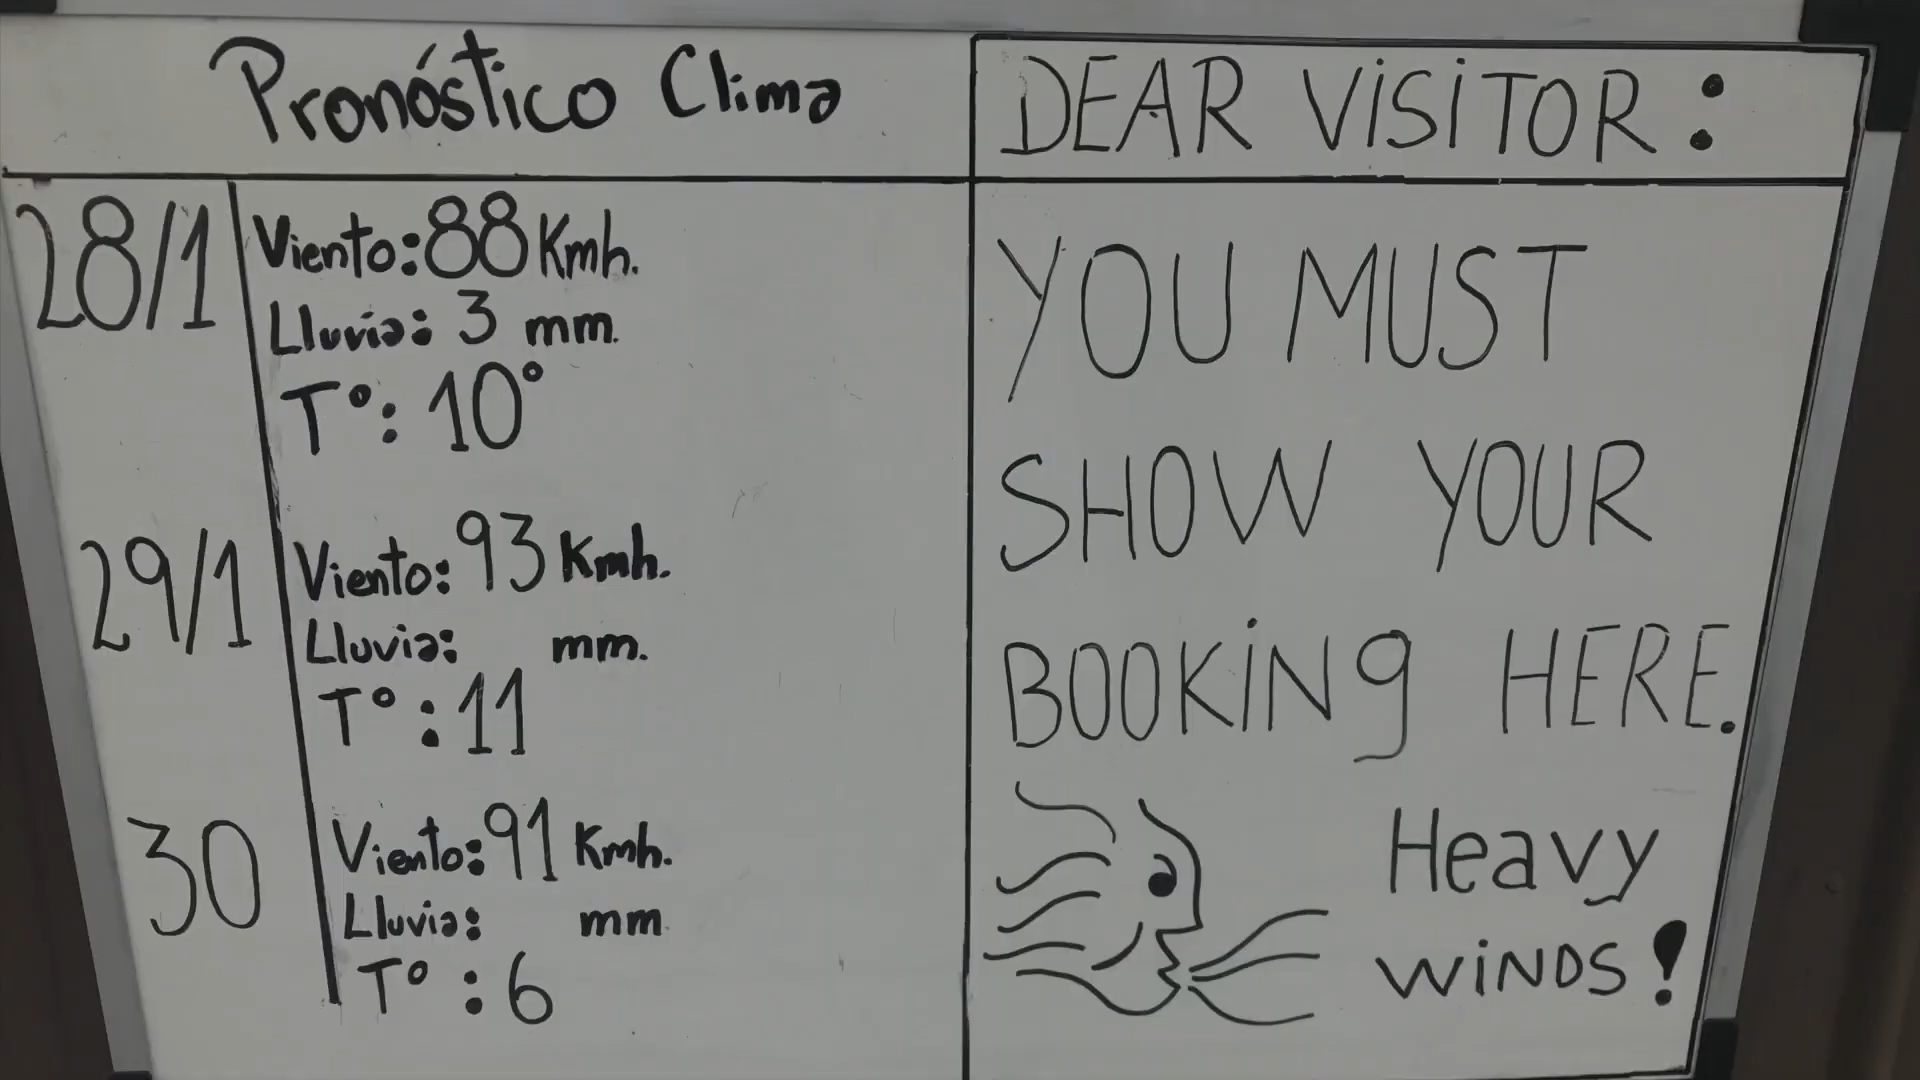 Pronóstico Clima
28/1
Viento: 88 Kmh.
Lluvia: 3 mm.
T°: 10°
29/1
Viento: 93 Kmh.
Lluvia: mm.
T°: 11
30
Viento: 91 Kmh.
Lluvia: mm
T°: 6
DEAR VISITOR:
YOU MUST
SHOW YOUR
BOOKING HERE.
Heavy
WINDS!